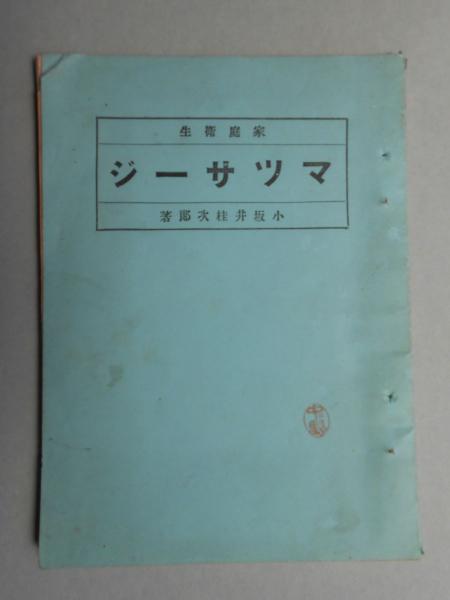 家庭衛生
マツサージ
小坂井桂次郎著